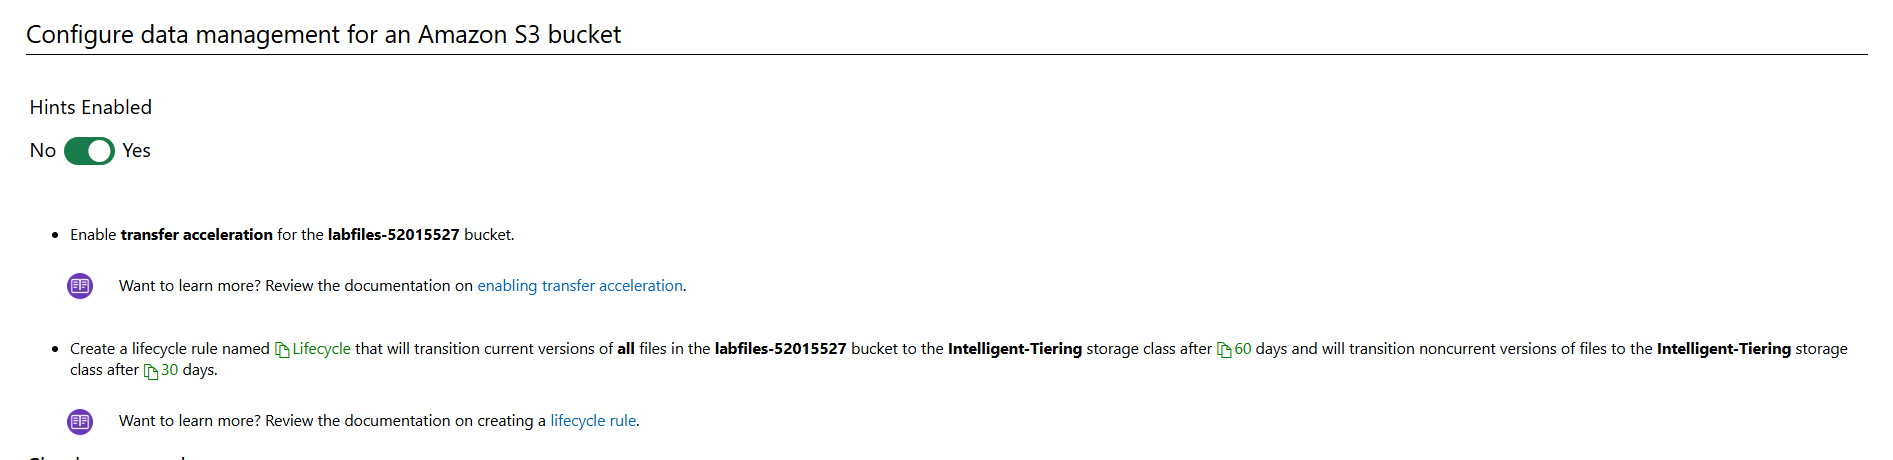 Configure data management for an Amazon S3 bucket
Hints Enabled
No Yes
• Enable transfer acceleration for the labfiles-52015527 bucket.
Want to learn more? Review the documentation on enabling transfer acceleration.
• Create a lifecycle rule named Lifecycle that will transition current versions of all files in the labfiles-52015527 bucket to the Intelligent-Tiering storage class after 60 days and will transition noncurrent versions of files to the Intelligent-Tiering storage
class after 30 days.
Want to learn more? Review the documentation on creating a lifecycle rule.